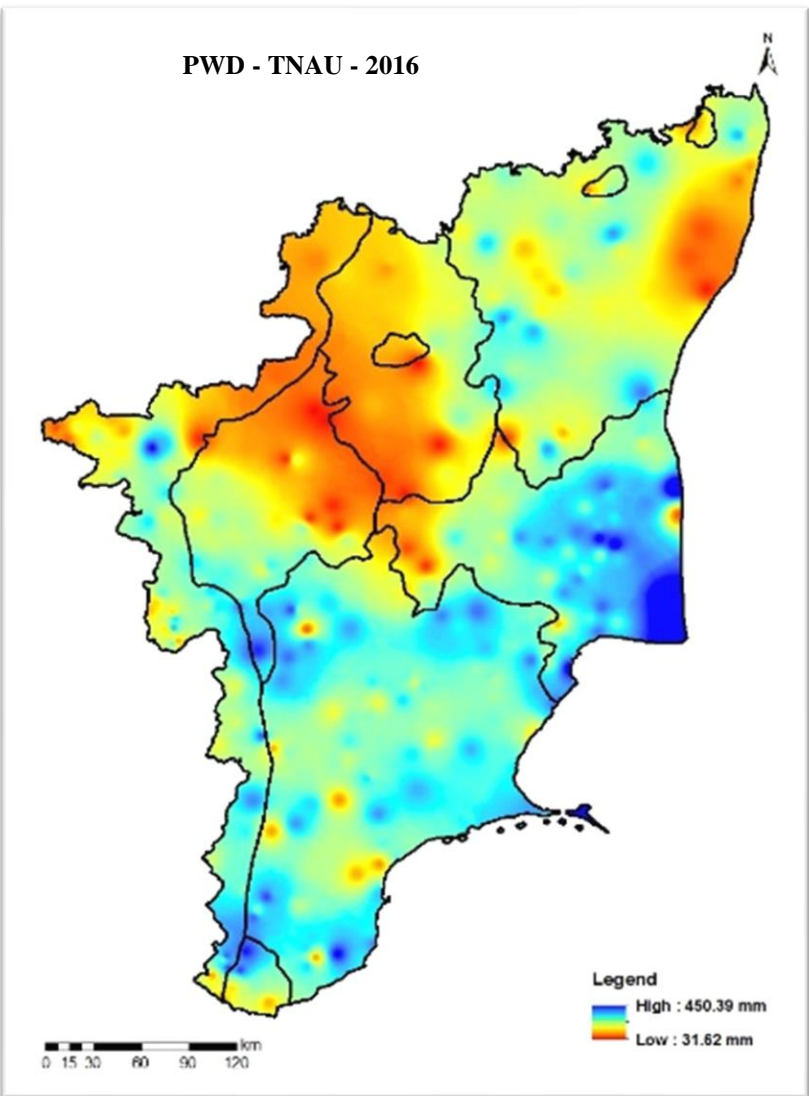 PWD - TNAU - 2016
N
Legend
High : 450.39 mm
Low : 31.62 mm
km
0 15 30 60 90 120